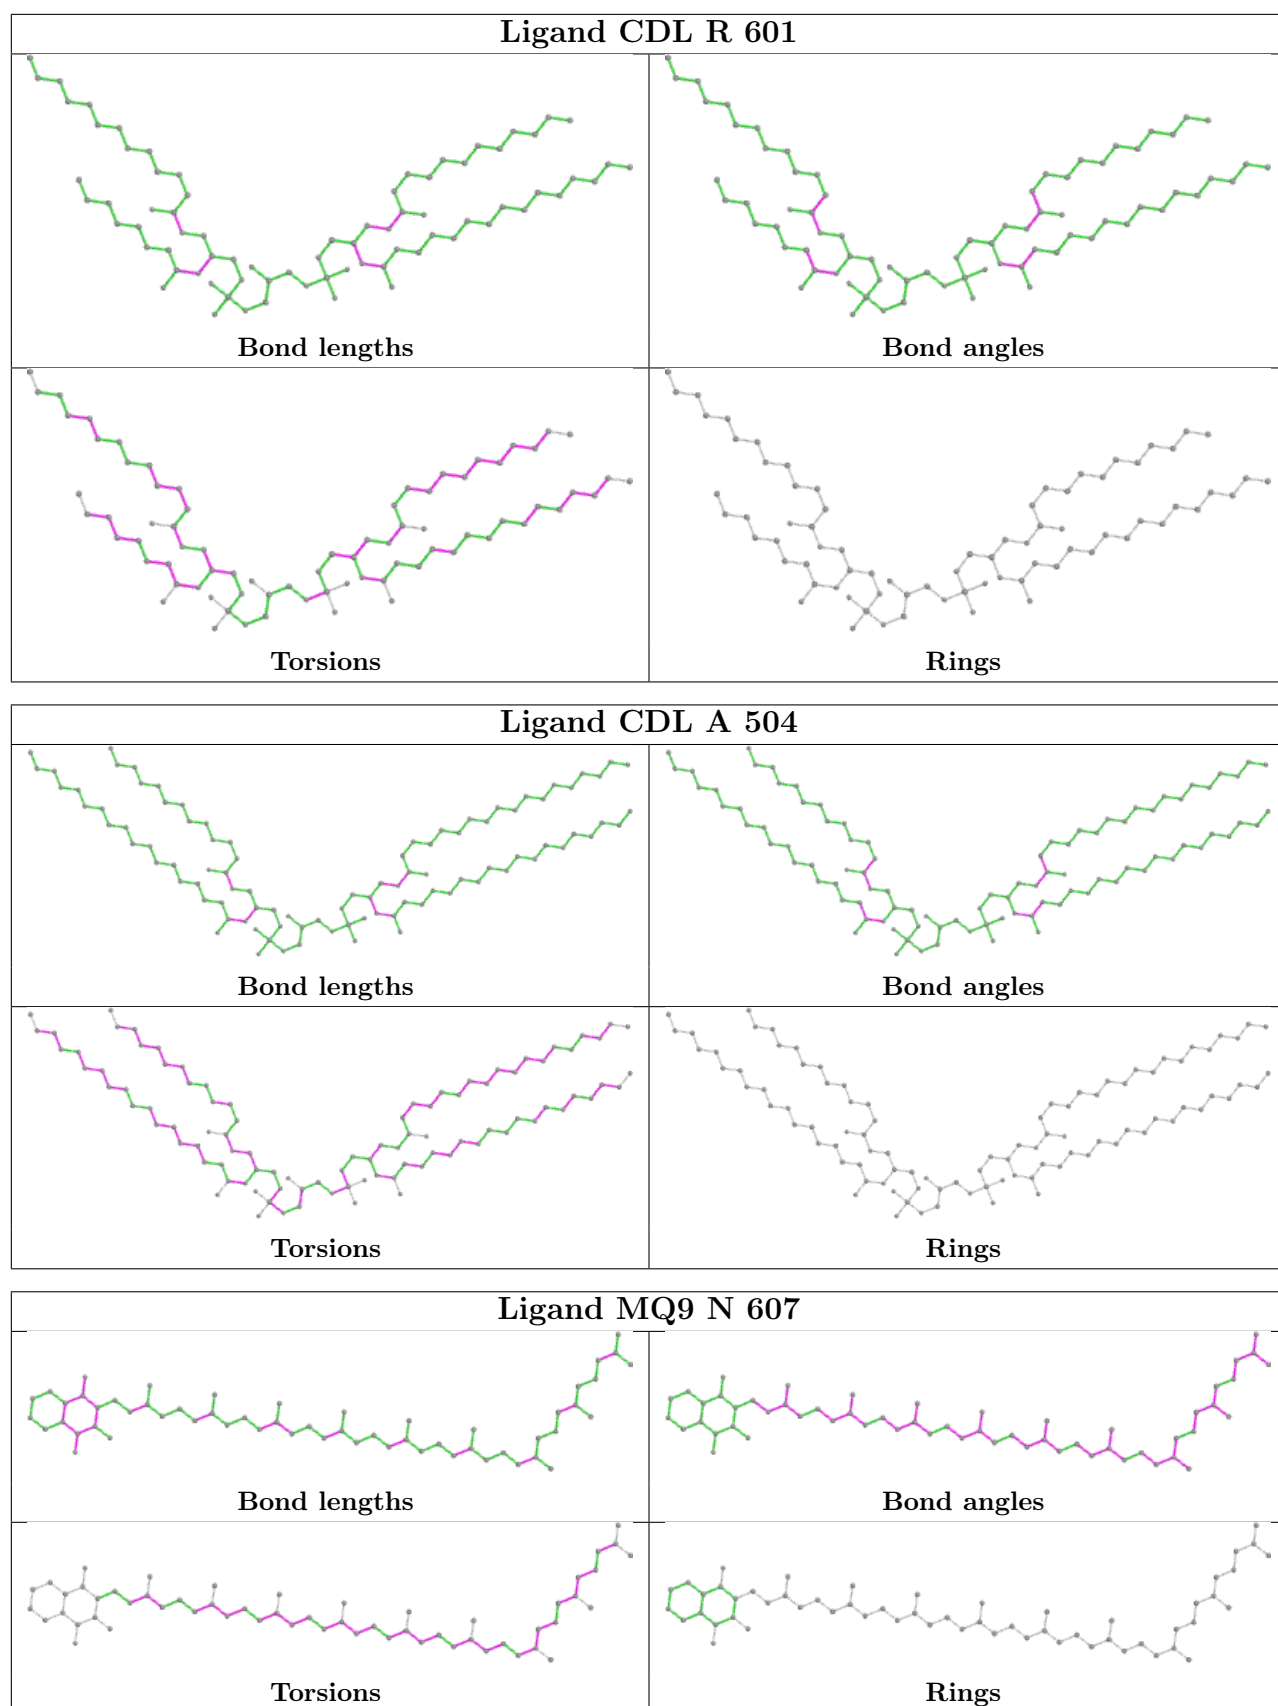 Ligand CDL R 601
Bond lengths
Bond angles
Torsions
Rings
Ligand CDL A 504
Bond lengths
Bond angles
Torsions
Rings
Ligand MQ9 N 607
Bond lengths
Bond angles
Torsions
Rings